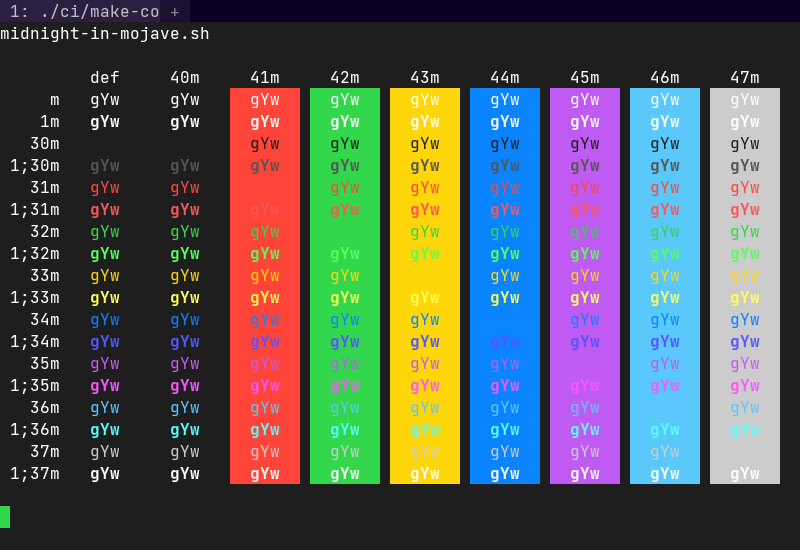 1: ./ci/make-co +
midnight-in-mojave.sh
def 40m 41m 42m 43m 44m 45m 46m 47m
m gYw gYw gYw gYw gYw gYw gYw gYw gYw
1m gYw gYw gYw gYw gYw gYw gYw gYw gYw
30m gYw gYw gYw gYw gYw gYw gYw
1;30m gYw gYw gYw gYw gYw gYw gYw gYw gYw
31m gYw gYw gYw gYw gYw gYw gYw gYw
1;31m gYw gYw gYw gYw gYw gYw gYw gYw gYw
32m gYw gYw gYw gYw gYw gYw gYw gYw
1;32m gYw gYw gYw gYw gYw gYw gYw gYw gYw
33m gYw gYw gYw gYw gYw gYw gYw gYw
1;33m gYw gYw gYw gYw gYw gYw gYw gYw gYw
34m gYw gYw gYw gYw gYw gYw gYw gYw
1;34m gYw gYw gYw gYw gYw gYw gYw gYw gYw
35m gYw gYw gYw gYw gYw gYw gYw gYw
1;35m gYw gYw gYw gYw gYw gYw gYw gYw gYw
36m gYw gYw gYw gYw gYw gYw gYw gYw
1;36m gYw gYw gYw gYw gYw gYw gYw gYw gYw
37m gYw gYw gYw gYw gYw gYw gYw gYw
1;37m gYw gYw gYw gYw gYw gYw gYw gYw gYw